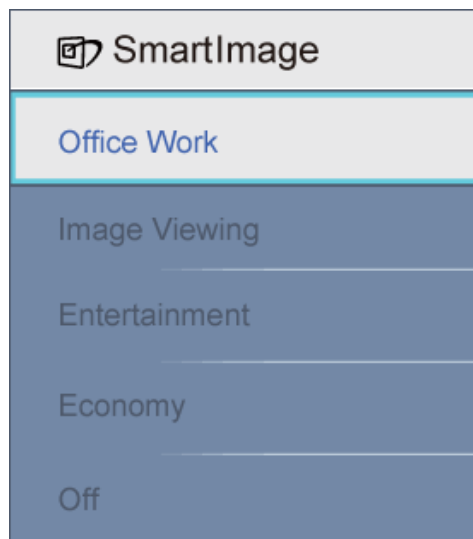 SmartImage
Office Work
Image Viewing
Entertainment
Economy
Off